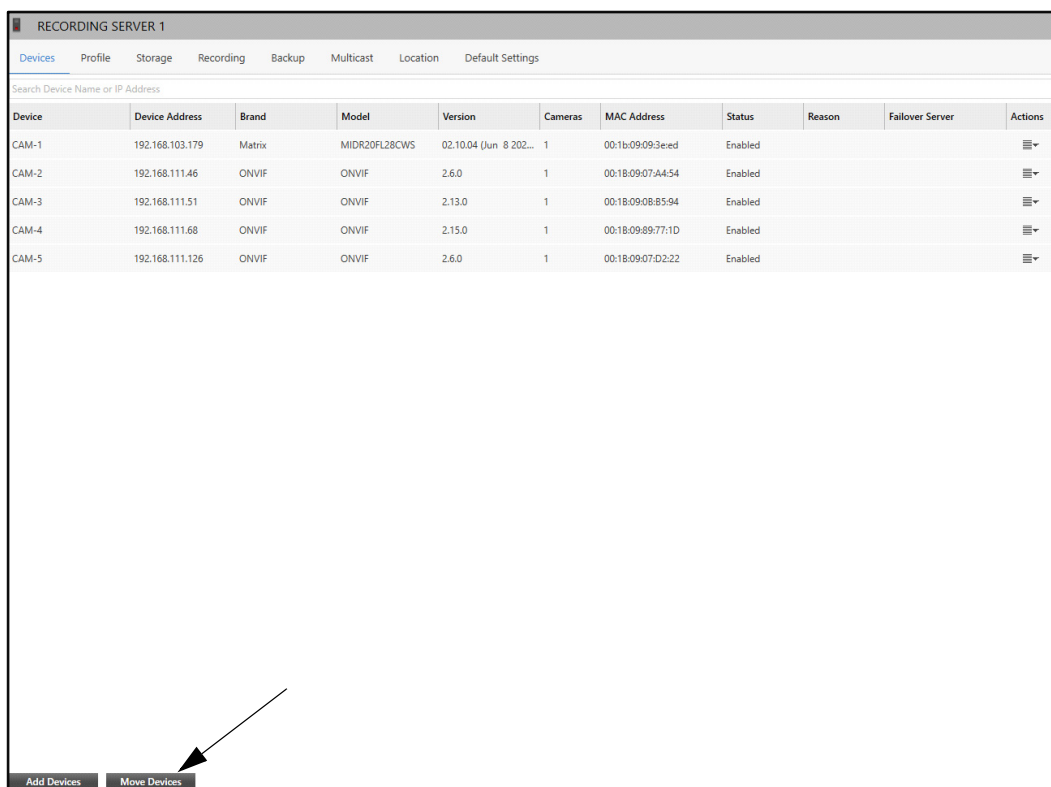 RECORDING SERVER 1
Devices Profile Storage Recording Backup Multicast Location Default Settings
Search Device Name or IP Address
Device Device Address Brand Model Version Cameras MAC Address Status Reason Failover Server Actions
CAM-1 192.168.103.179 Matrix MIDR20FL28CWS 02.10.04 (Jun 8 202... 1 00:1b:09:09:3e:ed Enabled
CAM-2 192.168.111.46 ONVIF ONVIF 2.6.0 1 00:1B:09:07:A4:54 Enabled
CAM-3 192.168.111.51 ONVIF ONVIF 2.13.0 1 00:1B:09:0B:B5:94 Enabled
CAM-4 192.168.111.68 ONVIF ONVIF 2.15.0 1 00:1B:09:89:77:1D Enabled
CAM-5 192.168.111.126 ONVIF ONVIF 2.6.0 1 00:1B:09:07:D2:22 Enabled
Add Devices Move Devices